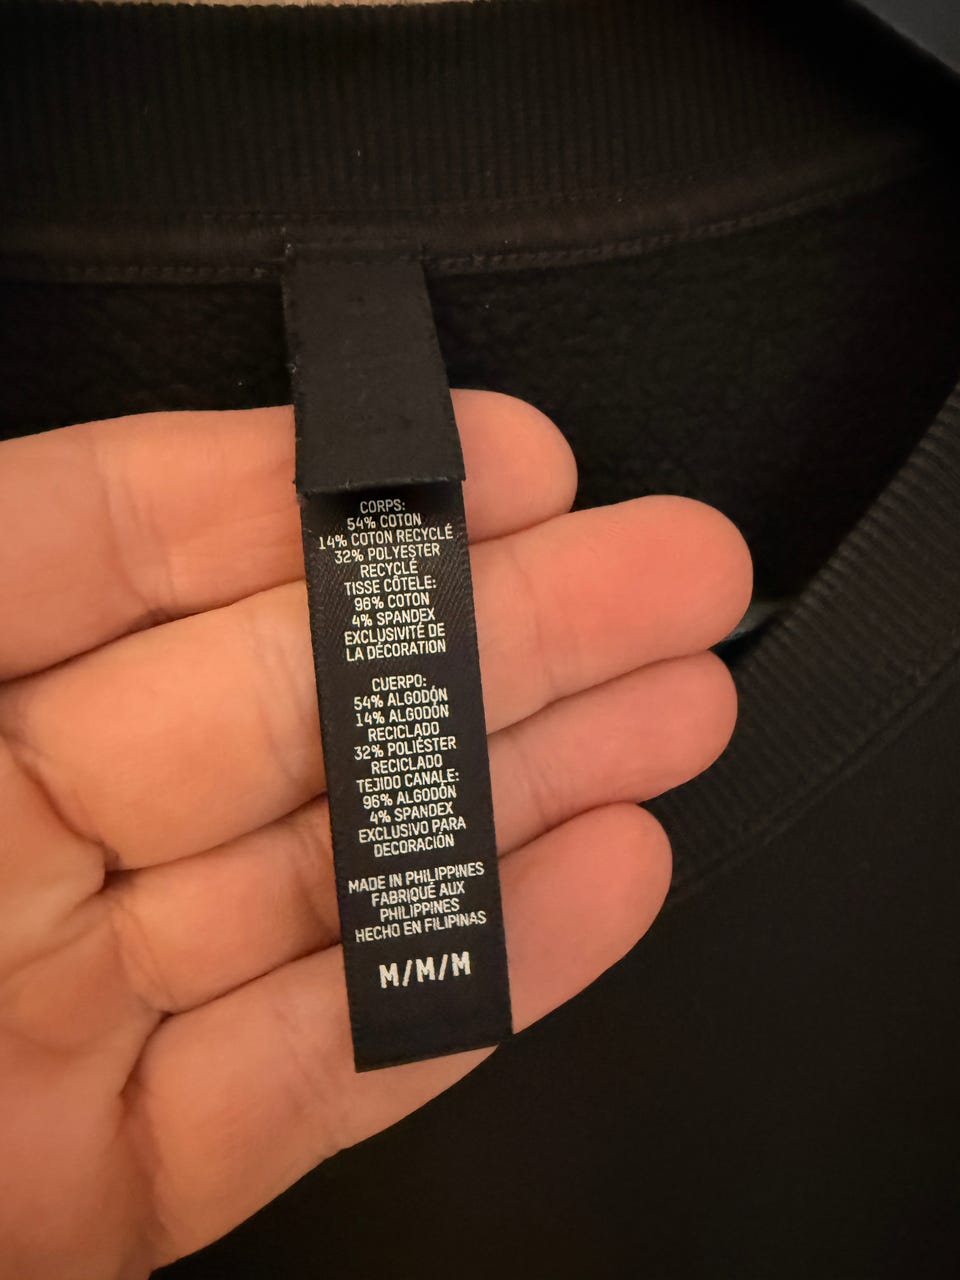 CORPS:
54% COTON
14% COTON RECYCLÉ
32% POLYESTER
RECYCLÉ
TISSE CÔTELE:
96% COTON
4% SPANDEX
EXCLUSIVITÉ DE
LA DÉCORATION
CUERPO:
54% ALGODÓN
14% ALGODÓN
RECICLADO
32% POLIÉSTER
RECICLADO
TEJIDO CANALE:
96% ALGODÓN
4% SPANDEX
EXCLUSIVO PARA
DECORACIÓN
MADE IN PHILIPPINES
FABRIQUÉ AUX
PHILIPPINES
HECHO EN FILIPINAS
M/M/M